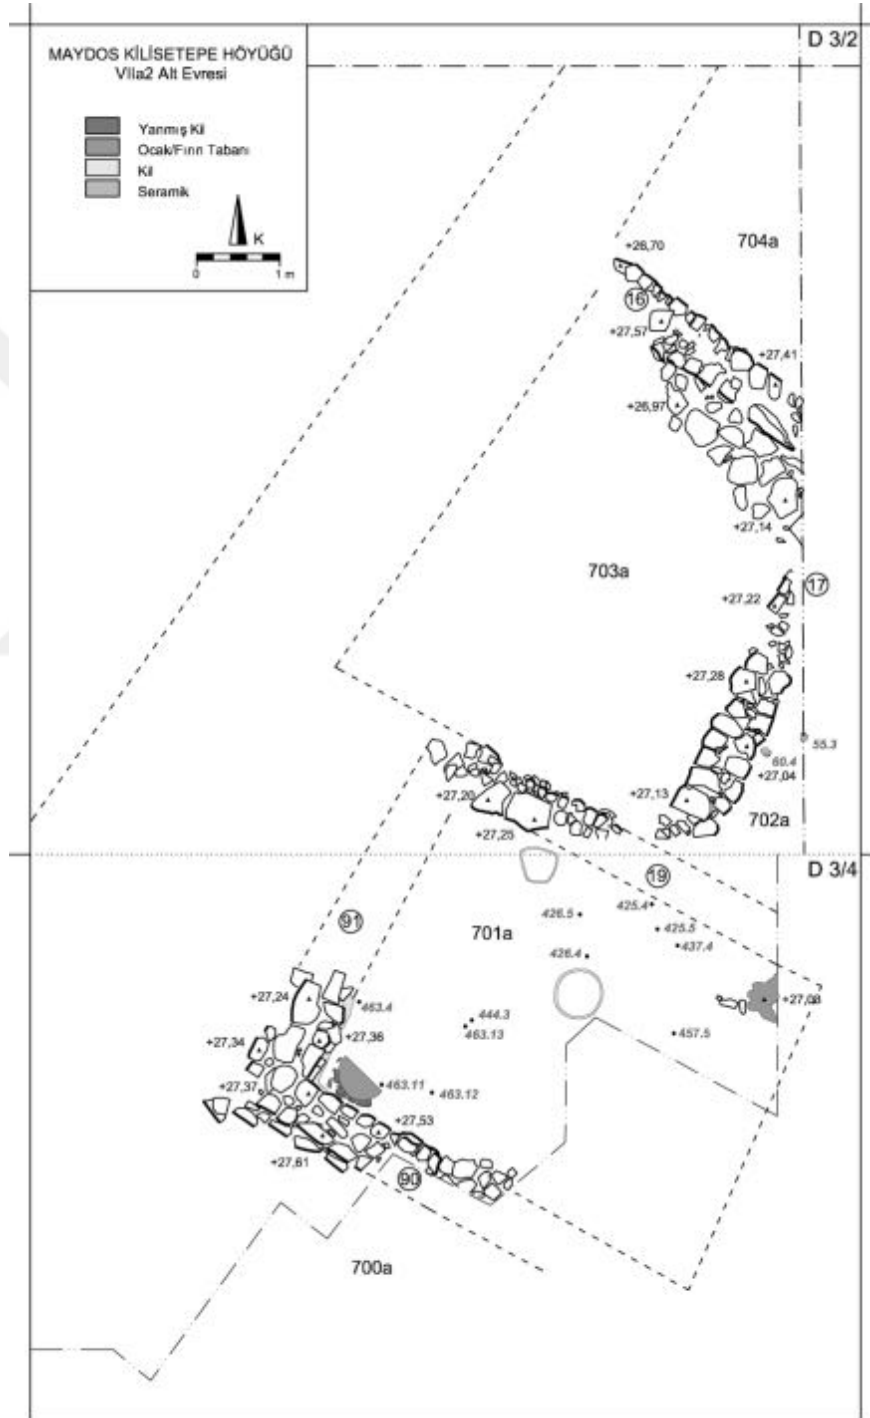 D 3/2
MAYDOS KİLİSETEPE HÖYÜĞÜ
VIIa2 Alt Evresi
Yanmış Kil
Ocak/Fırın Tabanı
Kil
Seramik
K
0 1 m
704a
+26,70
16
+27,57
+27,41
+26,97
+27,14
703a
17
+27,22
+27,28
55.3
60.4
+27,04
+27,20
+27,13
702a
+27,25
D 3/4
19
425.4
426.5
91
701a
425.5
437.4
426.4
+27,24
463.4
+27,08
444.3
463.13
457.5
+27,34
+27,36
+27,37
463.11
463.12
+27,53
+27,61
90
700a